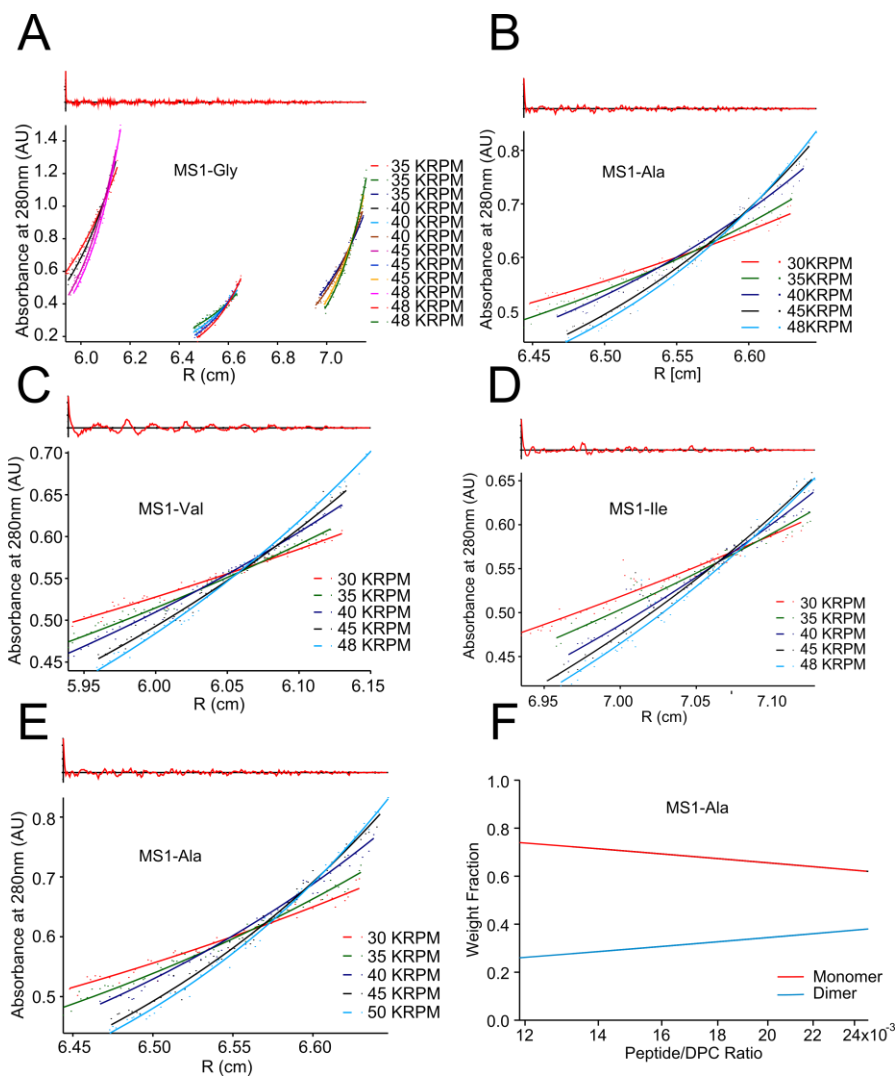 A
MS1-Gly
Absorbance at 280nm (AU)
1.4
1.2
1.0
0.8
0.6
0.4
0.2
6.0
6.2
6.4
6.6
6.8
7.0
R (cm)
35 KRPM
35 KRPM
35 KRPM
40 KRPM
40 KRPM
40 KRPM
45 KRPM
45 KRPM
45 KRPM
48 KRPM
48 KRPM
48 KRPM
B
MS1-Ala
Absorbance at 280nm (AU)
0.8
0.7
0.6
0.5
6.45
6.50
6.55
6.60
R [cm]
30KRPM
35KRPM
40KRPM
45KRPM
48KRPM
C
MS1-Val
Absorbance at 280nm (AU)
0.70
0.65
0.60
0.55
0.50
0.45
5.95
6.00
6.05
6.10
6.15
R (cm)
30 KRPM
35 KRPM
40 KRPM
45 KRPM
48 KRPM
D
MS1-Ile
Absorbance at 280nm (AU)
0.65
0.60
0.55
0.50
0.45
6.95
7.00
7.05
7.10
R (cm)
30 KRPM
35 KRPM
40 KRPM
45 KRPM
48 KRPM
E
MS1-Ala
Absorbance at 280nm (AU)
0.8
0.7
0.6
0.5
6.45
6.50
6.55
6.60
R (cm)
30 KRPM
35 KRPM
40 KRPM
45 KRPM
50 KRPM
F
MS1-Ala
Weight Fraction
1.0
0.8
0.6
0.4
0.2
0.0
12
14
16
18
20
22
24x10-3
Peptide/DPC Ratio
Monomer
Dimer